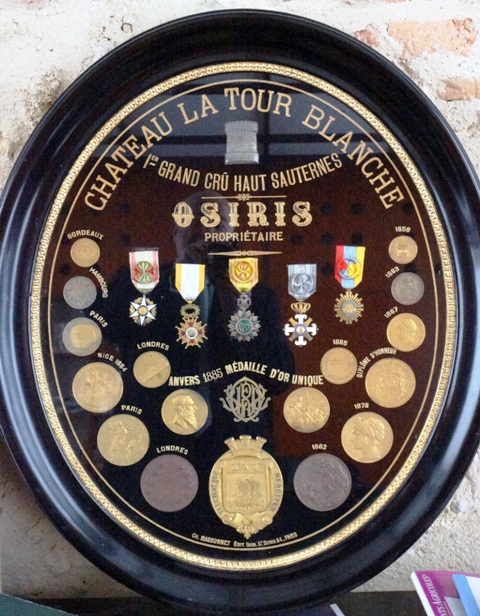 CHATEAU LA TOUR BLANCHE
1ER GRAND CRÛ HAUT SAUTERNES
OSIRIS
PROPRIÉTAIRE
BORDEAUX
1859
HAMBOURG
1863
PARIS
1867
LONDRES
1885
NICE 1884
DIPLÔME D'HONNEUR
ANVERS 1885 MÉDAILLE D'OR UNIQUE
PARIS
1878
LONDRES
1862